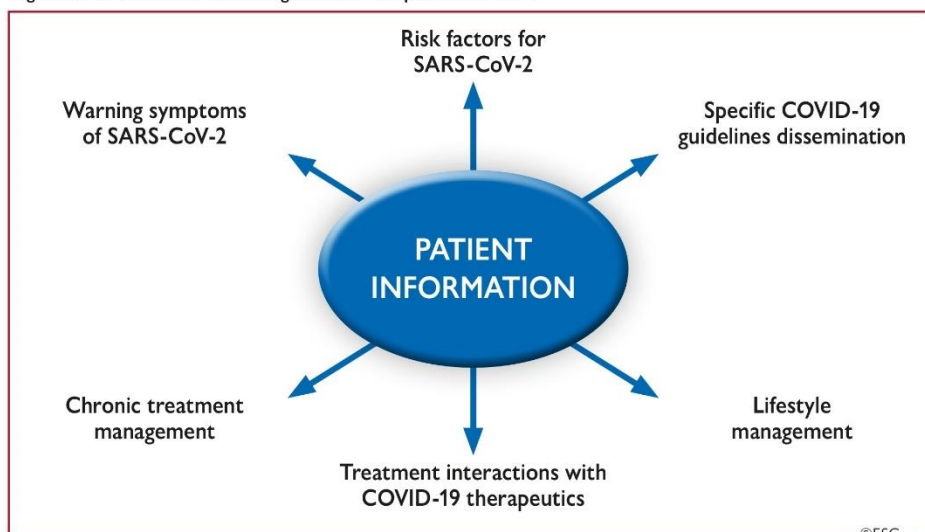 Risk factors for
SARS-CoV-2
Warning symptoms
of SARS-CoV-2
Specific COVID-19
guidelines dissemination
PATIENT
INFORMATION
Chronic treatment
management
Lifestyle
management
Treatment interactions with
COVID-19 therapeutics
©ESC